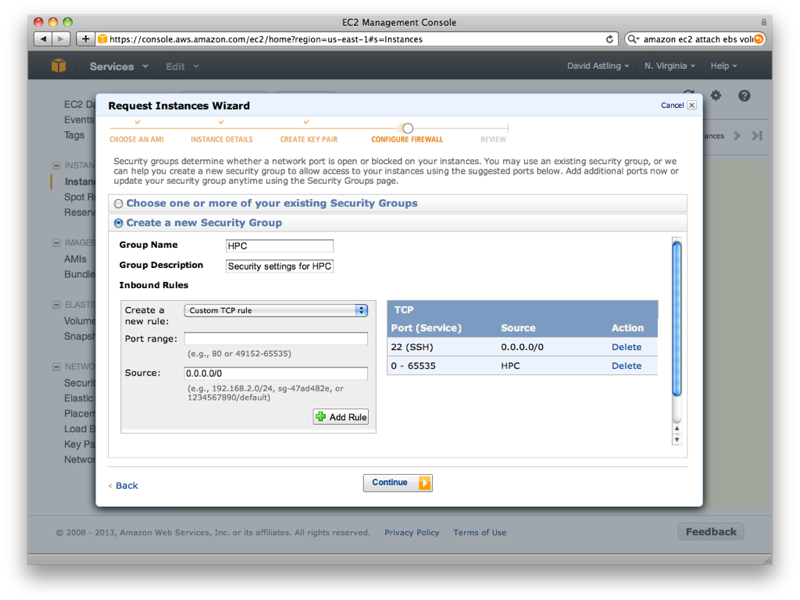 EC2 Management Console
https://console.aws.amazon.com/ec2/home?region=us-east-1#s=Instances
amazon ec2 attach ebs volu
Services
Edit
David Astling
N. Virginia
Help
EC2 Da
Events
Tags
INSTAN
Instan
Spot R
Reserv
IMAGES
AMIs
Bundle
ELASTI
Volume
Snapsh
NETWO
Securit
Elastic
Placem
Load B
Key Pa
Networ
ances
Request Instances Wizard
Cancel
CHOOSE AN AMI
INSTANCE DETAILS
CREATE KEY PAIR
CONFIGURE FIREWALL
REVIEW
Security groups determine whether a network port is open or blocked on your instances. You may use an existing security group, or we
can help you create a new security group to allow access to your instances using the suggested ports below. Add additional ports now or
update your security group anytime using the Security Groups page.
Choose one or more of your existing Security Groups
Create a new Security Group
Group Name
HPC
Group Description
Security settings for HPC
Inbound Rules
Create a
new rule:
Custom TCP rule
Port range:
(e.g., 80 or 49152-65535)
Source:
0.0.0.0/0
(e.g., 192.168.2.0/24, sg-47ad482e, or
1234567890/default)
Add Rule
TCP
Port (Service) Source Action
22 (SSH) 0.0.0.0/0 Delete
0 - 65535 HPC Delete
‹ Back
Continue
© 2008 - 2013, Amazon Web Services, Inc. or its affiliates. All rights reserved.
Privacy Policy
Terms of Use
Feedback